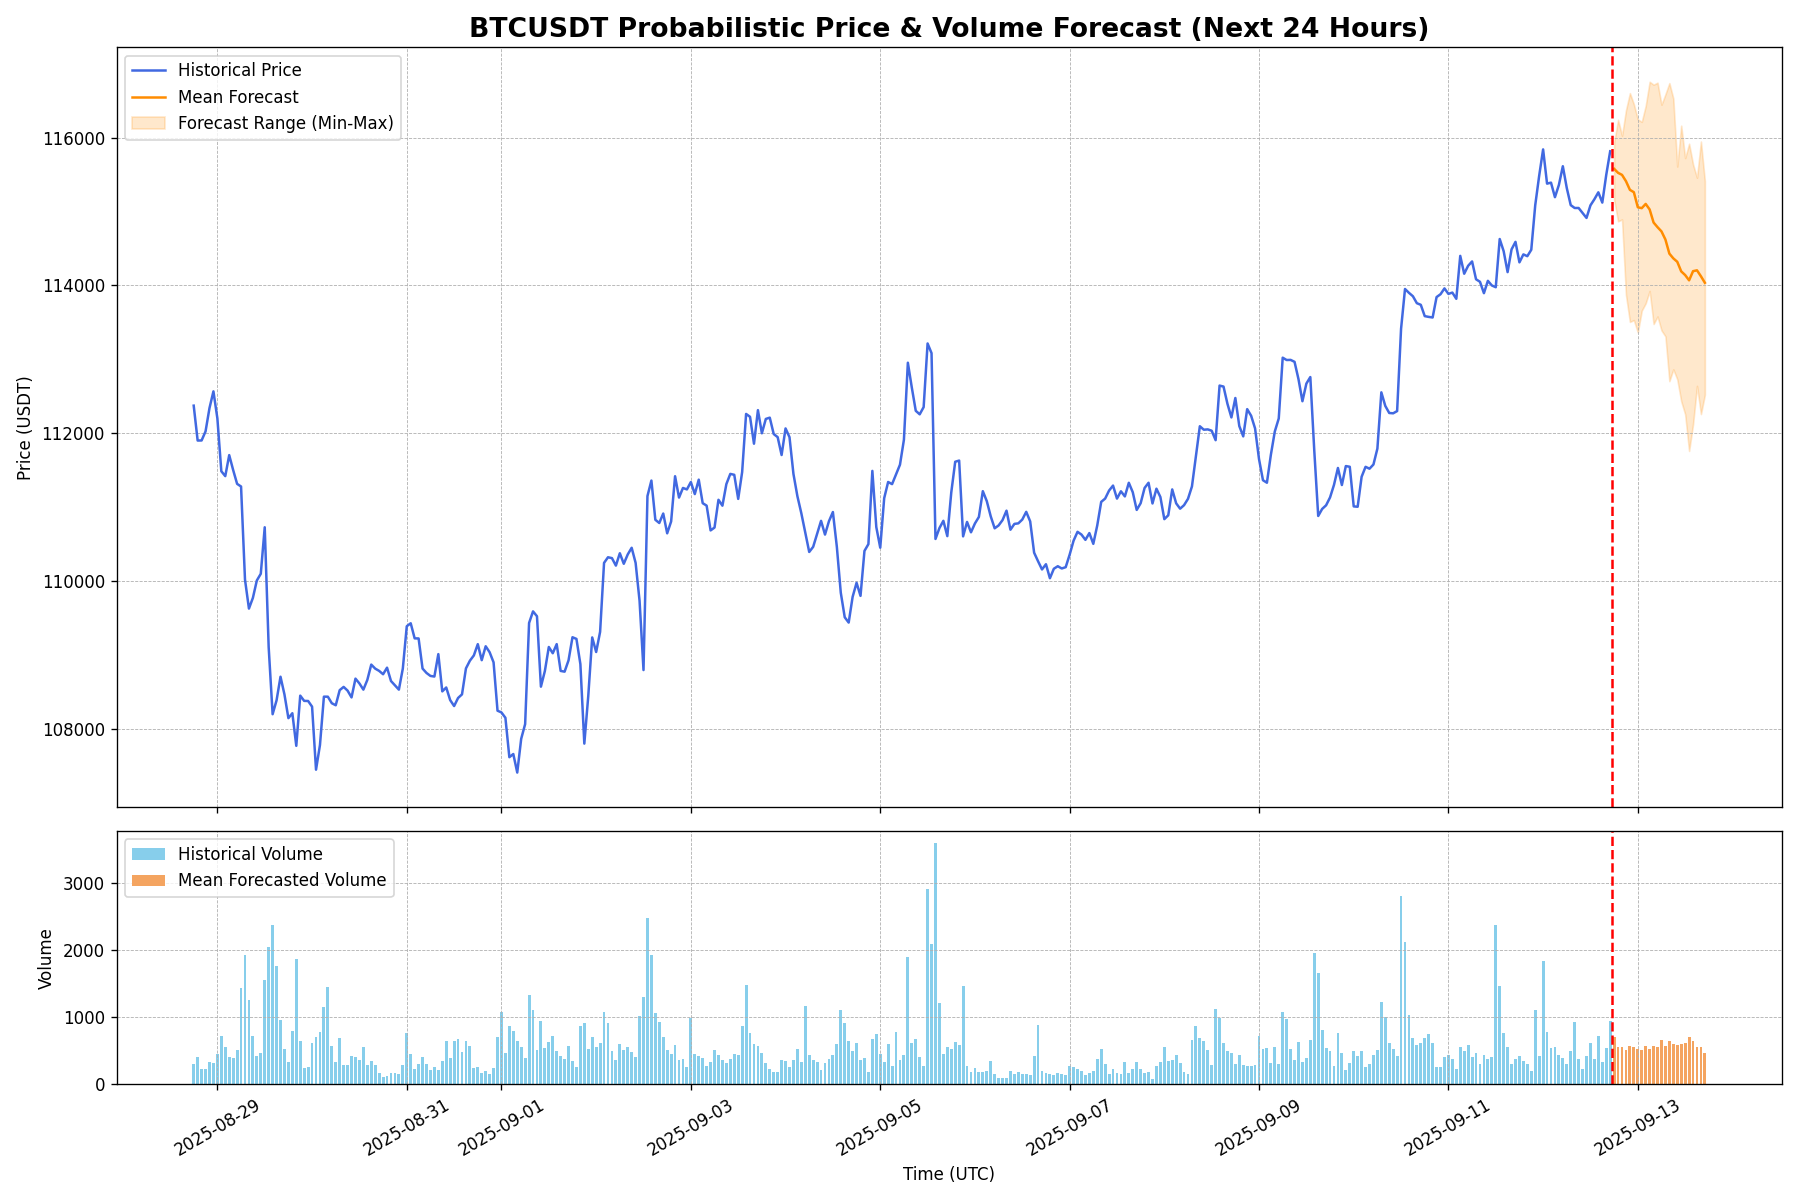 BTCUSDT Probabilistic Price & Volume Forecast (Next 24 Hours)
Historical Price
Mean Forecast
Forecast Range (Min-Max)
Price (USDT)
116000
114000
112000
110000
108000
Historical Volume
Mean Forecasted Volume
Volume
3000
2000
1000
0
2025-08-29
2025-08-31
2025-09-01
2025-09-03
2025-09-05
2025-09-07
2025-09-09
2025-09-11
2025-09-13
Time (UTC)